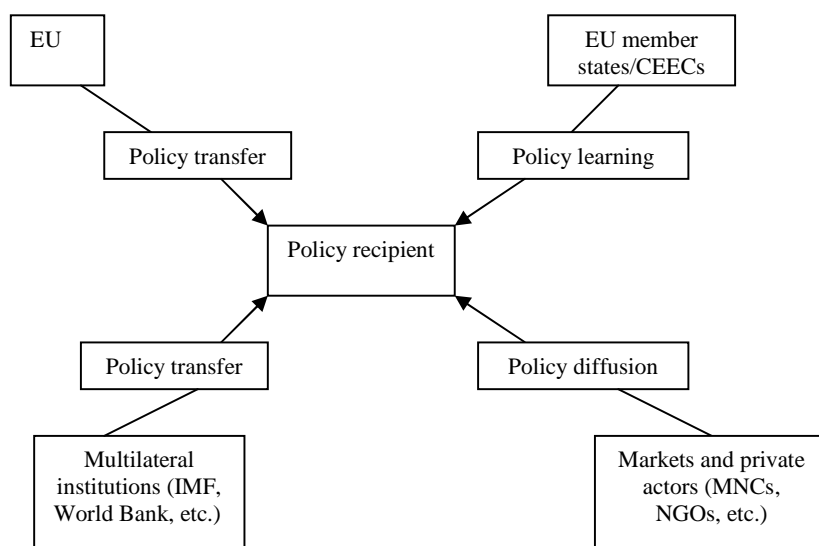 EU
EU member
states/CEECs
Policy transfer
Policy learning
Policy recipient
Policy transfer
Policy diffusion
Multilateral
institutions (IMF,
World Bank, etc.)
Markets and private
actors (MNCs,
NGOs, etc.)